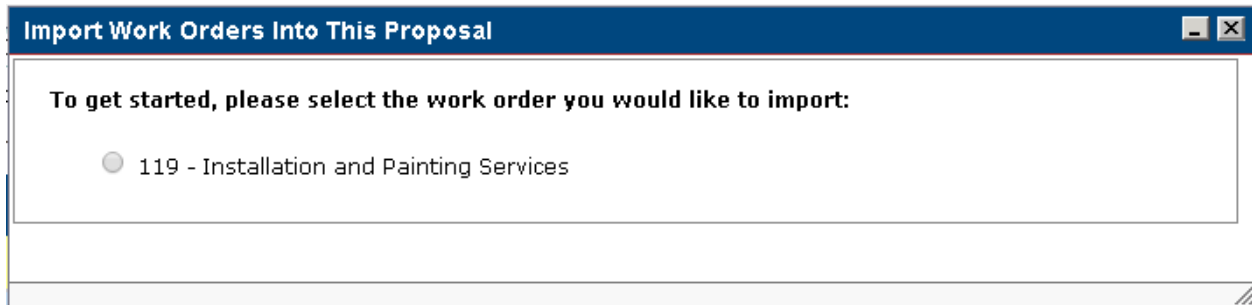 Import Work Orders Into This Proposal
To get started, please select the work order you would like to import:
119 - Installation and Painting Services